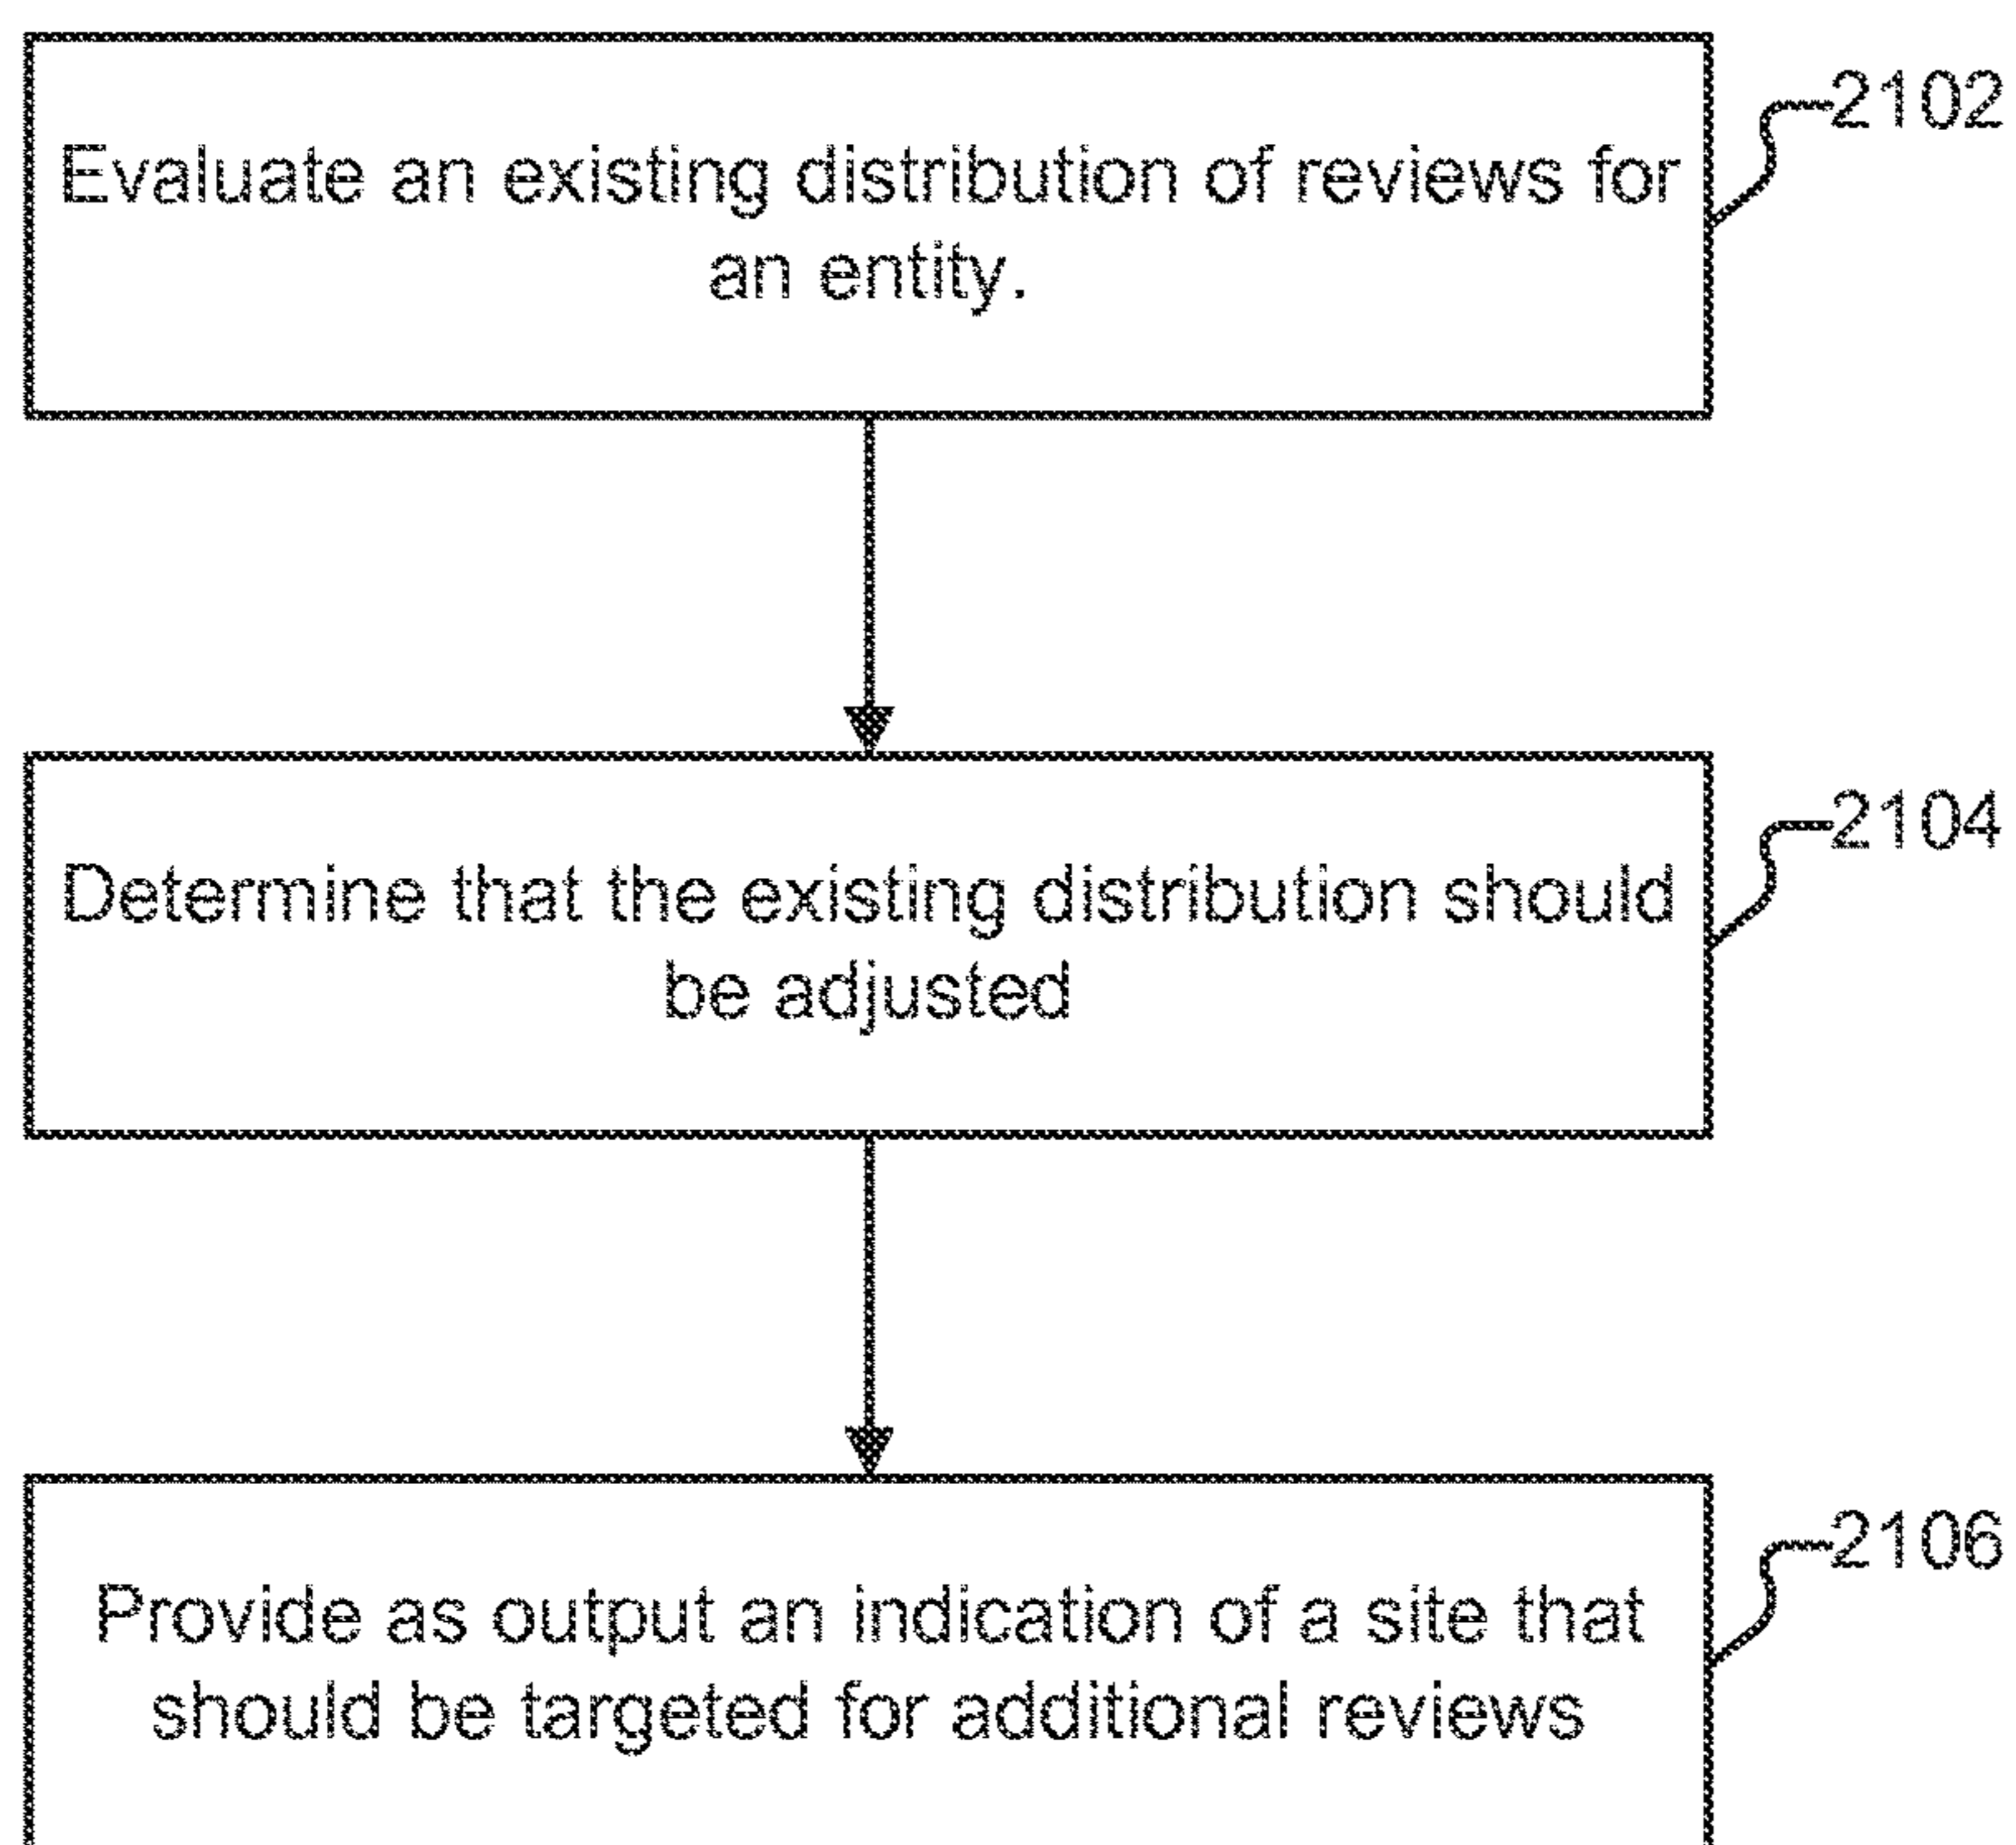 Evaluate an existing distribution of reviews for
an entity.
2102
Determine that the existing distribution should
be adjusted
2104
Provide as output an indication of a site that
should be targeted for additional reviews
2106